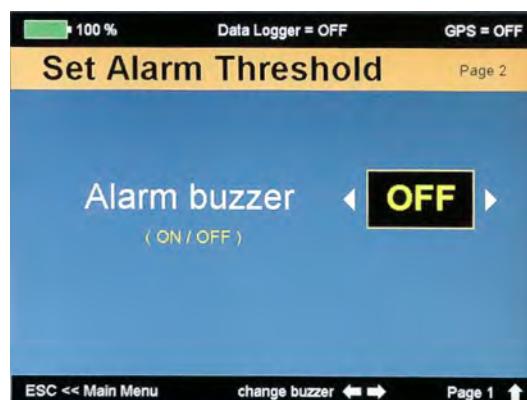 100 % Data Logger = OFF GPS = OFF
Set Alarm Threshold Page 2
Alarm buzzer OFF
( ON / OFF )
ESC << Main Menu change buzzer Page 1